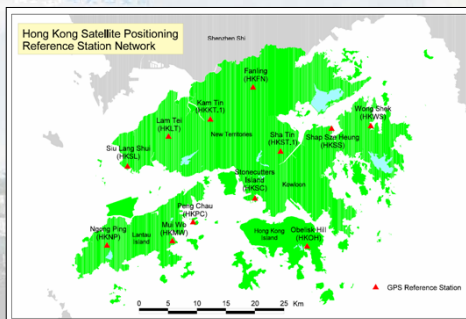 Hong Kong Satellite Positioning
Reference Station Network
Shenzhen Shi
Fanling
(HKFN)
Kam Tin
(HKKT,1)
Wong Shek
(HKWS)
Lam Tei
(HKLT)
New Territories
Sha Tin
(HKST,1)
Shap Sze Heung
(HKSS)
Siu Lang Shui
(HKSL)
Stonecutters
Island
(HKSC)
Kowloon
Peng Chau
(HKPC)
Ngong Ping
(HKNP)
Lantau
Island
Mui Wo
(HKMW)
Hong Kong
Island
Obelisk Hill
(HKOH)
GPS Reference Station
0 5 10 15 20 25
Km